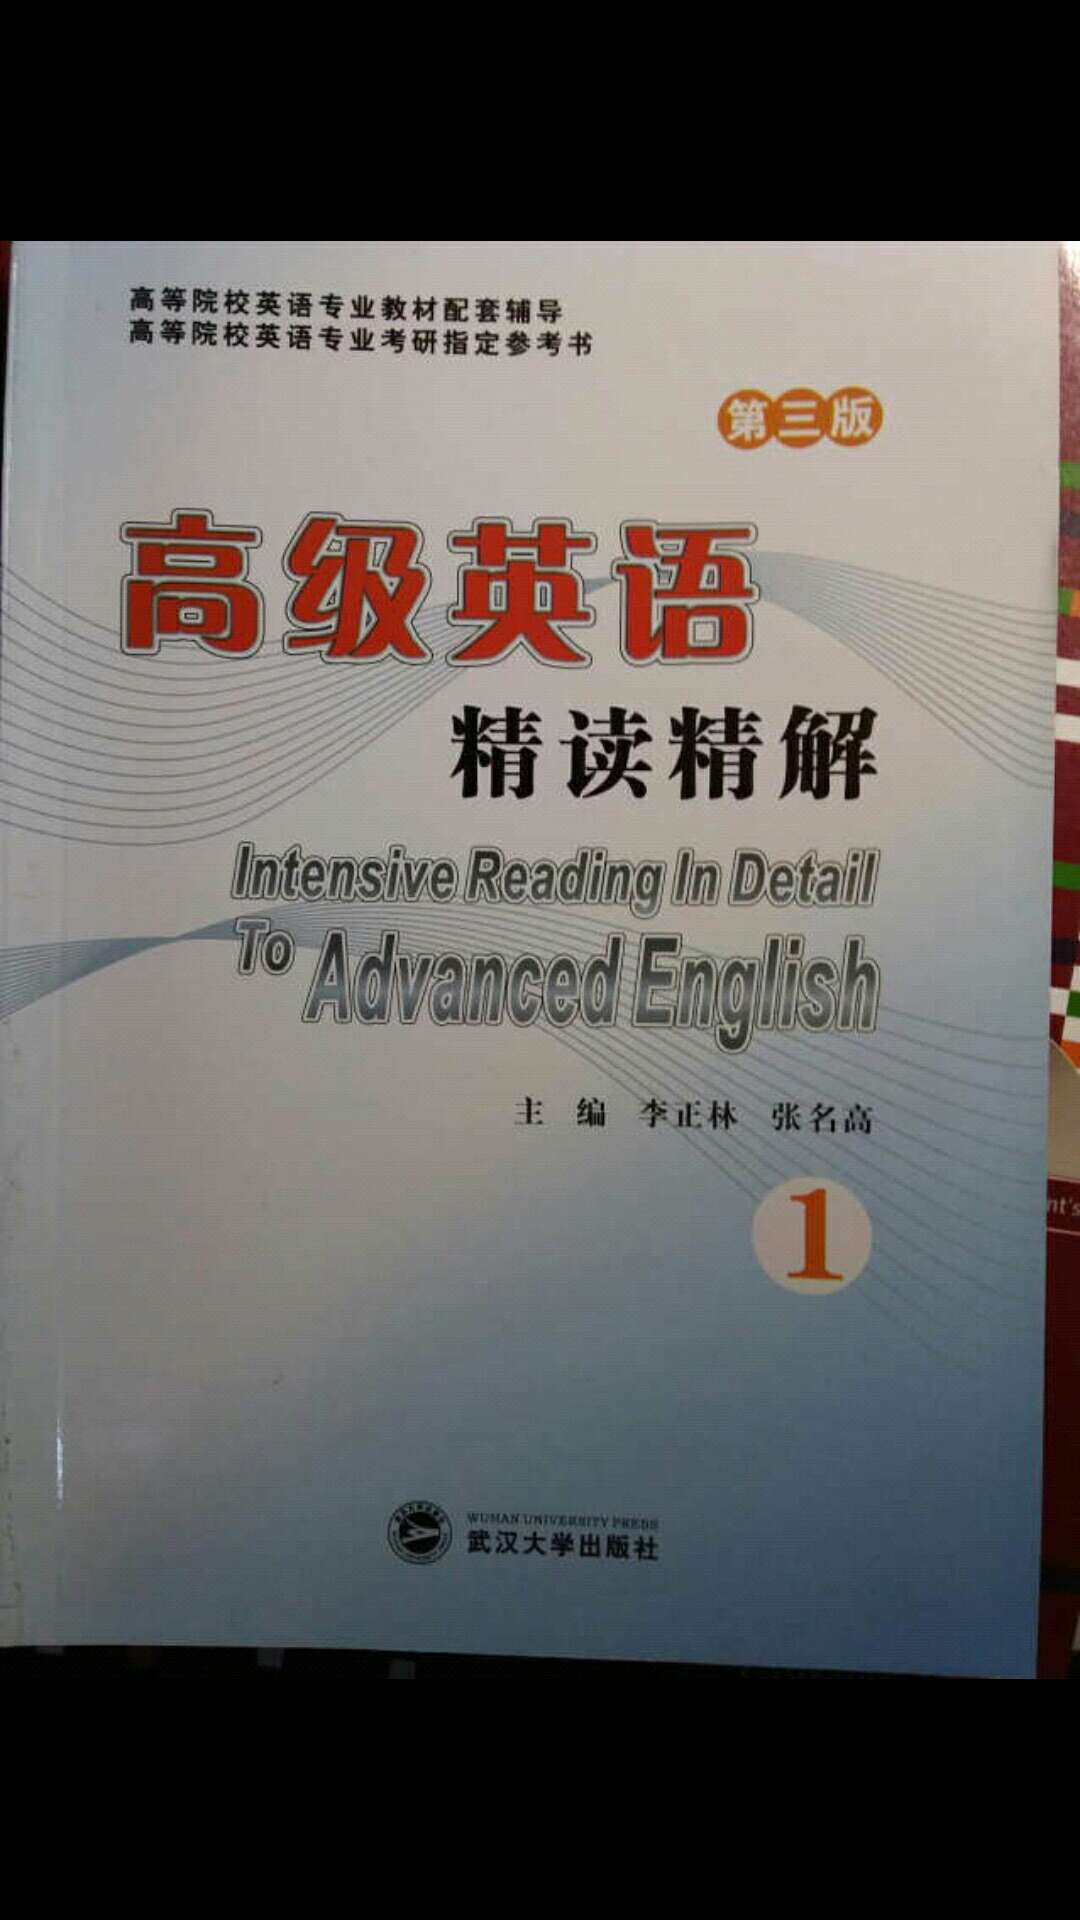 高等院校英语专业教材配套辅导
高等院校英语专业考研指定参考书
第三版
高级英语
精读精解
Intensive Reading In Detail
To Advanced English
主 编 李正林 张名高
1
nt's
WUHAN UNIVERSITY PRESS
武汉大学出版社